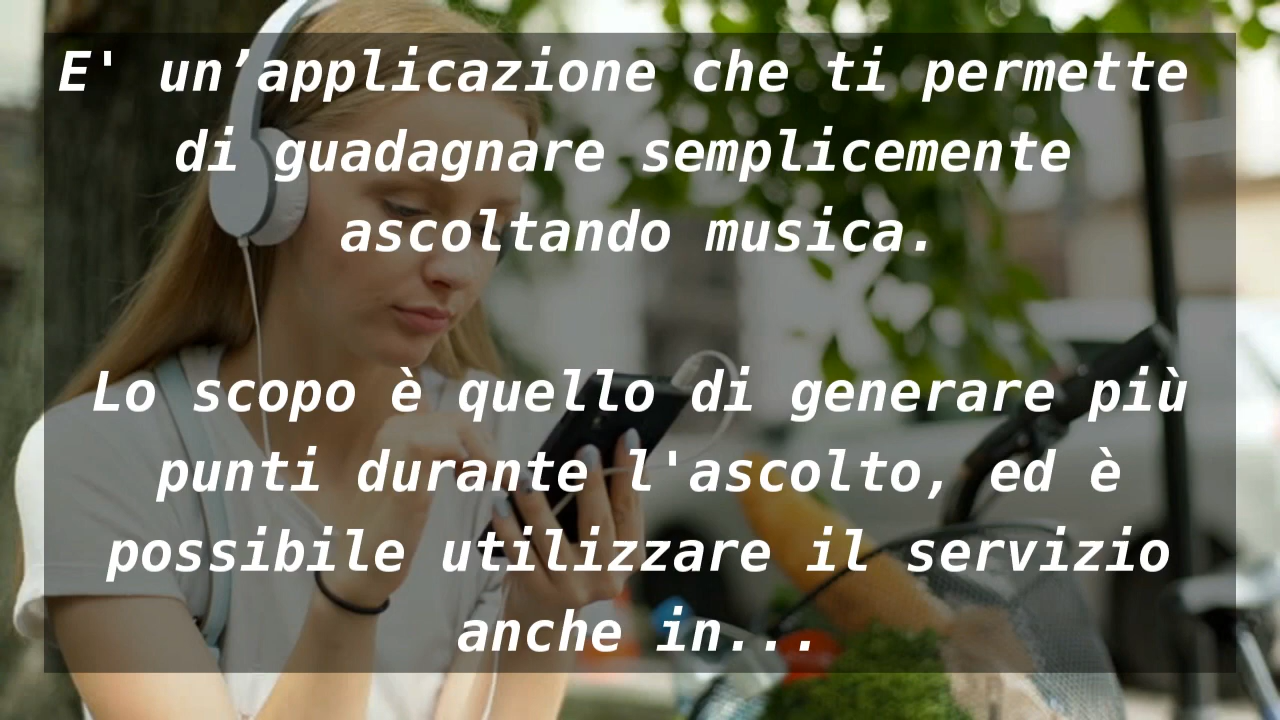 E' un’applicazione che ti permette
di guadagnare semplicemente
ascoltando musica.
Lo scopo è quello di generare più
punti durante l'ascolto, ed è
possibile utilizzare il servizio
anche in...